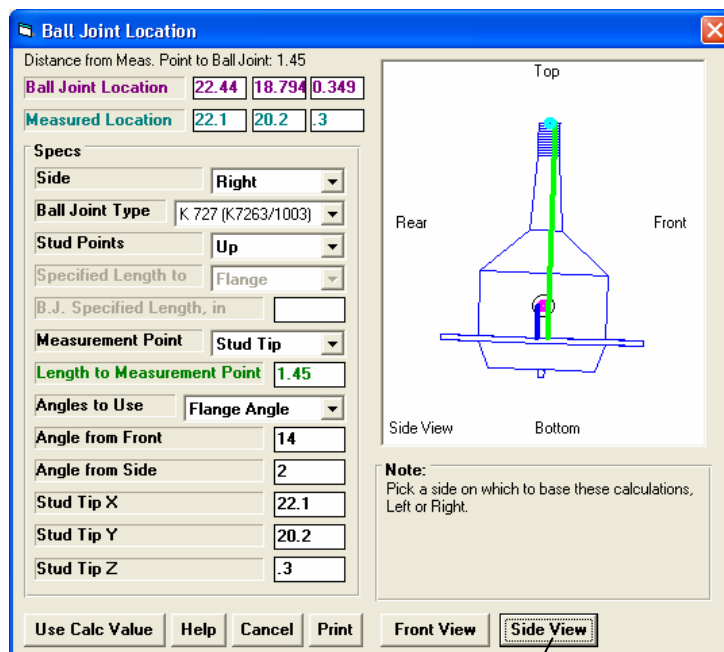 Ball Joint Location
Distance from Meas. Point to Ball Joint: 1.45
Ball Joint Location 22.44 18.794 0.349
Measured Location 22.1 20.2 .3
Specs
Side Right
Ball Joint Type K 727 (K7263/1003)
Stud Points Up
Specified Length to Flange
B.J. Specified Length, in
Measurement Point Stud Tip
Length to Measurement Point 1.45
Angles to Use Flange Angle
Angle from Front 14
Angle from Side 2
Stud Tip X 22.1
Stud Tip Y 20.2
Stud Tip Z .3
Top
Rear Front
Side View Bottom
Note:
Pick a side on which to base these calculations,
Left or Right.
Use Calc Value Help Cancel Print Front View Side View